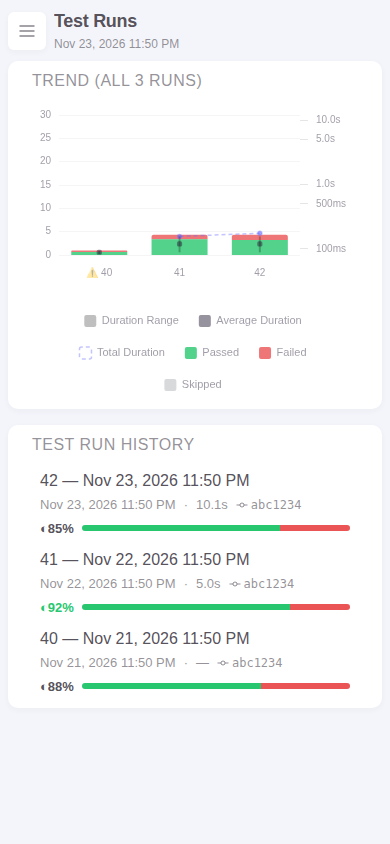 Test Runs
Nov 23, 2026 11:50 PM
TREND (ALL 3 RUNS)
30
25
20
15
10
5
0
10.0s
5.0s
1.0s
500ms
100ms
⚠ 40
41
42
Duration Range
Average Duration
Total Duration
Passed
Failed
Skipped
TEST RUN HISTORY
42 — Nov 23, 2026 11:50 PM
Nov 23, 2026 11:50 PM · 10.1s abc1234
85%
41 — Nov 22, 2026 11:50 PM
Nov 22, 2026 11:50 PM · 5.0s abc1234
92%
40 — Nov 21, 2026 11:50 PM
Nov 21, 2026 11:50 PM · — abc1234
88%